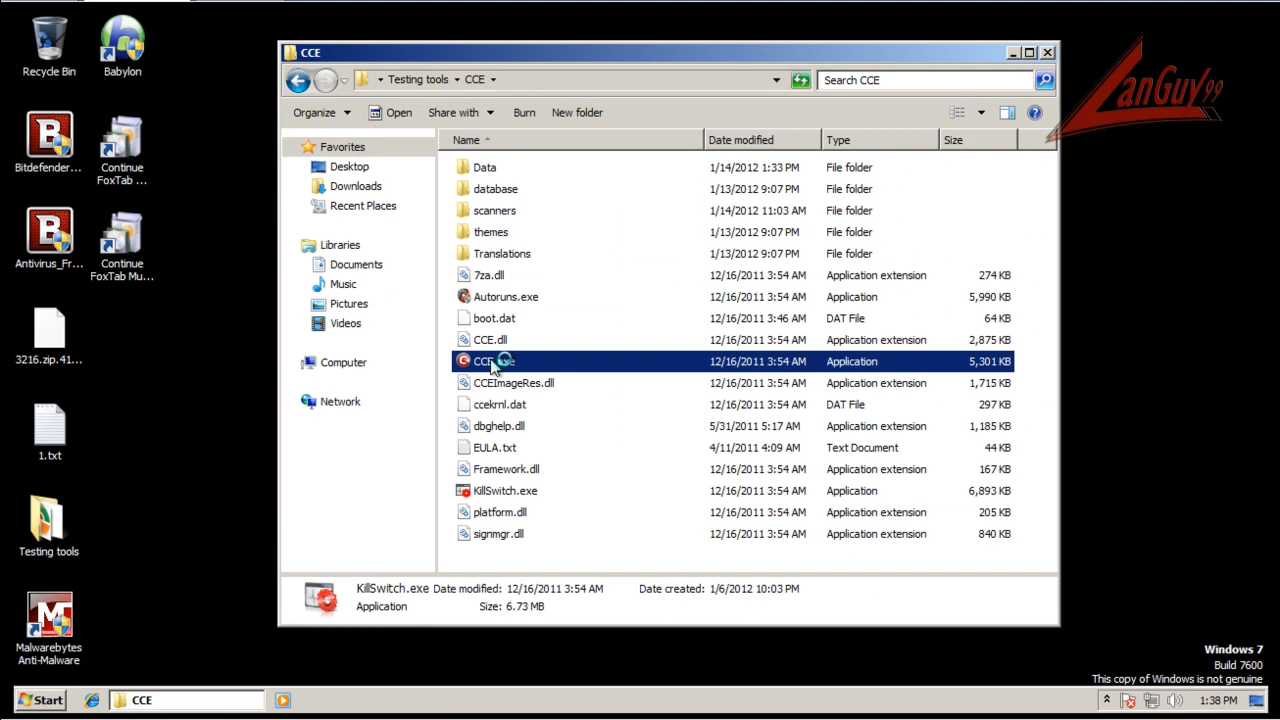 Recycle Bin
Babylon
Bitdefender...
Continue
FoxTab ...
Antivirus_Fr...
Continue
FoxTab Mu...
3216.zip.41...
1.txt
Testing tools
Malwarebytes
Anti-Malware
CCE
Testing tools
CCE
Search CCE
Organize
Open
Share with
Burn
New folder
Favorites
Desktop
Downloads
Recent Places
Libraries
Documents
Music
Pictures
Videos
Computer
Network
Name Date modified Type Size
Data 1/14/2012 1:33 PM File folder
database 1/13/2012 9:07 PM File folder
scanners 1/14/2012 11:03 AM File folder
themes 1/13/2012 9:07 PM File folder
Translations 1/13/2012 9:07 PM File folder
7za.dll 12/16/2011 3:54 AM Application extension 274 KB
Autoruns.exe 12/16/2011 3:54 AM Application 5,990 KB
boot.dat 12/16/2011 3:46 AM DAT File 64 KB
CCE.dll 12/16/2011 3:54 AM Application extension 2,875 KB
CCE.exe 12/16/2011 3:54 AM Application 5,301 KB
CCEImageRes.dll 12/16/2011 3:54 AM Application extension 1,715 KB
ccekrnl.dat 12/16/2011 3:54 AM DAT File 297 KB
dbghelp.dll 5/31/2011 5:17 AM Application extension 1,185 KB
EULA.txt 4/11/2011 4:09 AM Text Document 44 KB
Framework.dll 12/16/2011 3:54 AM Application extension 167 KB
KillSwitch.exe 12/16/2011 3:54 AM Application 6,893 KB
platform.dll 12/16/2011 3:54 AM Application extension 205 KB
signmgr.dll 12/16/2011 3:54 AM Application extension 840 KB
KillSwitch.exe Date modified: 12/16/2011 3:54 AM Date created: 1/6/2012 10:03 PM
Application Size: 6.73 MB
LanGuy99
Windows 7
Build 7600
This copy of Windows is not genuine
Start
CCE
1:38 PM